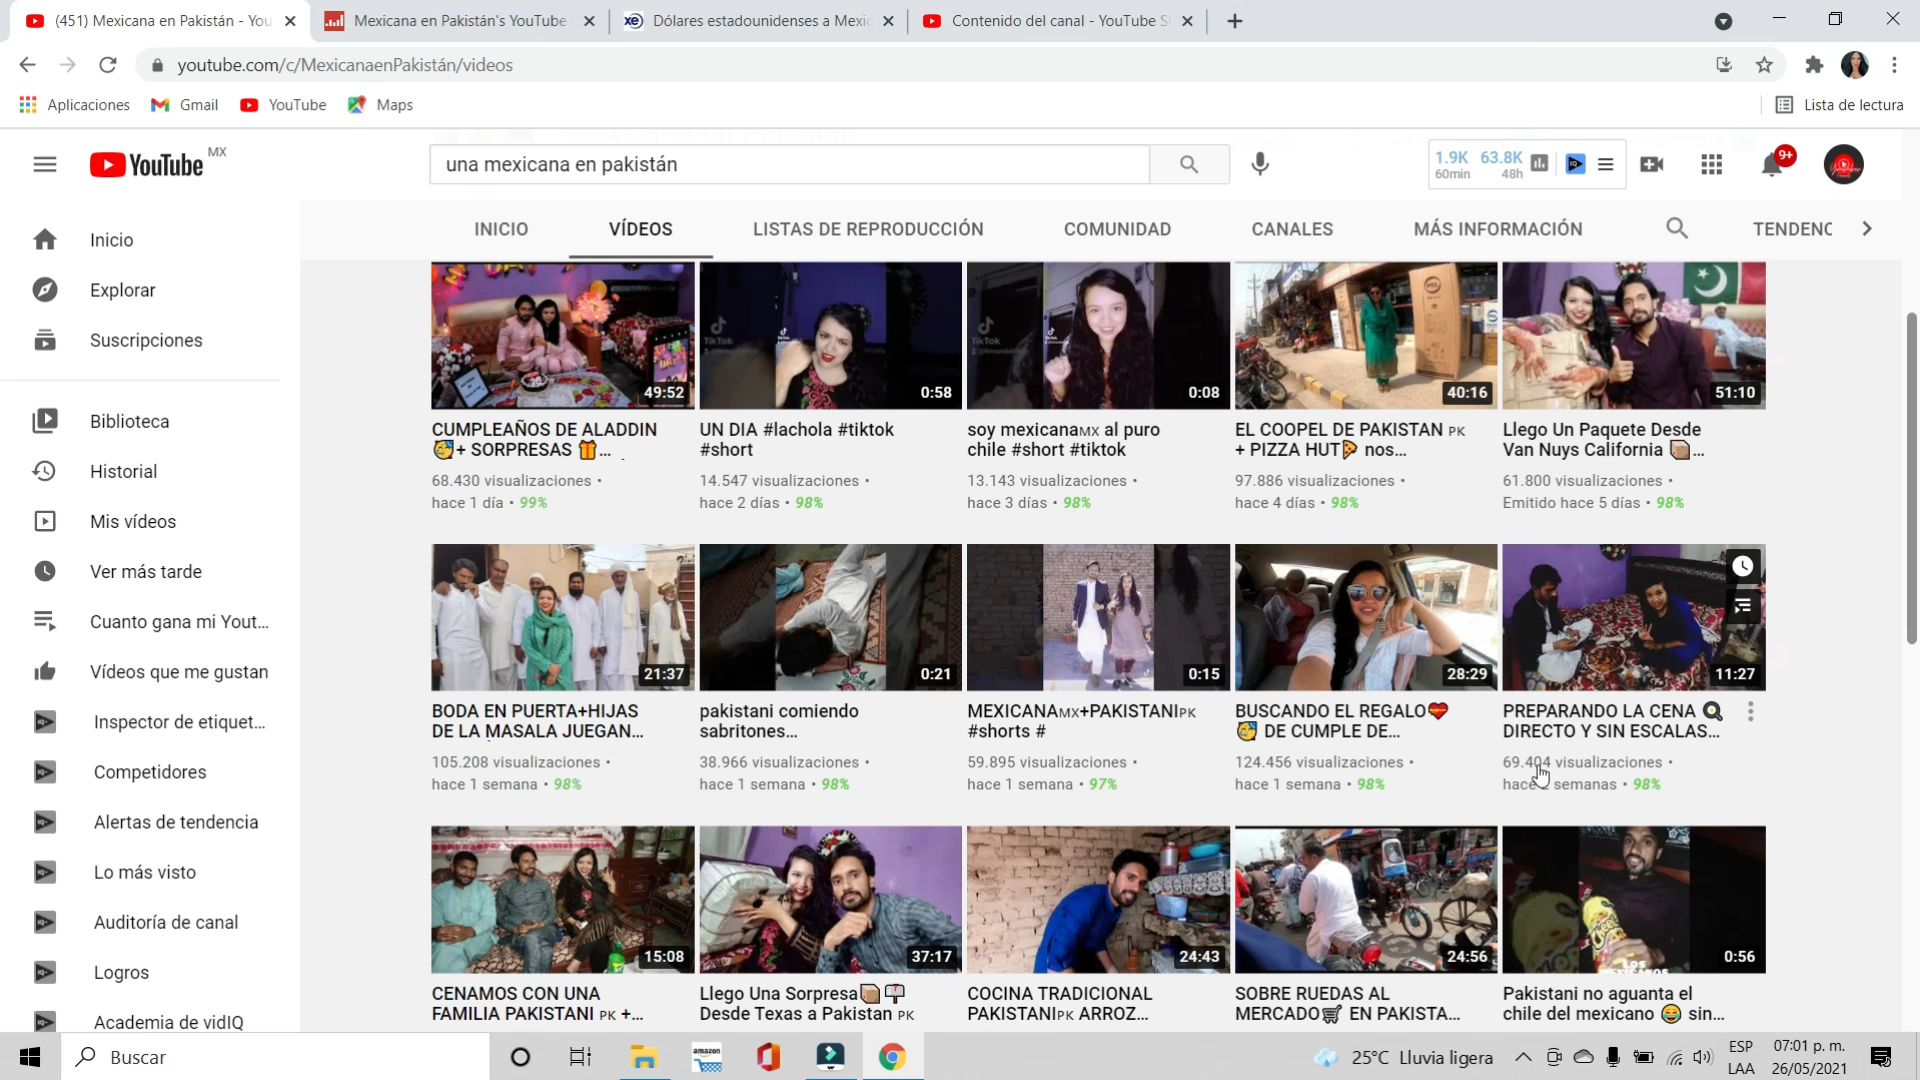 (451) Mexicana en Pakistán - You
Mexicana en Pakistán's YouTube
xe Dólares estadounidenses a Mexic
Contenido del canal - YouTube S
youtube.com/c/MexicanaenPakistán/videos
Aplicaciones
Gmail
YouTube
Maps
Lista de lectura
YouTube MX
una mexicana en pakistán
1.9K 63.8K
60min 48h
9+
INICIO
VÍDEOS
LISTAS DE REPRODUCCIÓN
COMUNIDAD
CANALES
MÁS INFORMACIÓN
TENDENC
Inicio
Explorar
Suscripciones
Biblioteca
Historial
Mis vídeos
Ver más tarde
Cuanto gana mi Yout...
Vídeos que me gustan
Inspector de etiquet...
Competidores
Alertas de tendencia
Lo más visto
Auditoría de canal
Logros
Academia de vidIQ
49:52
CUMPLEAÑOS DE ALADDIN
🥳+ SORPRESAS 🎁...
68.430 visualizaciones •
hace 1 día • 99%
TikTok
0:58
UN DIA #lachola #tiktok
#short
14.547 visualizaciones •
hace 2 días • 98%
TikTok
0:08
soy mexicanaMX al puro
chile #short #tiktok
13.143 visualizaciones •
hace 3 días • 98%
40:16
EL COOPEL DE PAKISTAN PK
+ PIZZA HUT🍕 nos...
97.886 visualizaciones •
hace 4 días • 98%
51:10
Llego Un Paquete Desde
Van Nuys California 📦...
61.800 visualizaciones •
Emitido hace 5 días • 98%
21:37
BODA EN PUERTA+HIJAS
DE LA MASALA JUEGAN...
105.208 visualizaciones •
hace 1 semana • 98%
0:21
pakistani comiendo
sabritones...
38.966 visualizaciones •
hace 1 semana • 98%
0:15
MEXICANAMX+PAKISTANIPK
#shorts #
59.895 visualizaciones •
hace 1 semana • 97%
28:29
BUSCANDO EL REGALO💝
🥳 DE CUMPLE DE...
124.456 visualizaciones •
hace 1 semana • 98%
11:27
PREPARANDO LA CENA 🍳
DIRECTO Y SIN ESCALAS...
69.404 visualizaciones •
hace 2 semanas • 98%
15:08
CENAMOS CON UNA
FAMILIA PAKISTANI PK +...
37:17
Llego Una Sorpresa📦📬
Desde Texas a Pakistan PK
24:43
COCINA TRADICIONAL
PAKISTANIPK ARROZ...
24:56
SOBRE RUEDAS AL
MERCADO🛒 EN PAKISTA...
LOS
MEXICANOS
0:56
Pakistani no aguanta el
chile del mexicano 😂 sin...
Buscar
amazon
25°C Lluvia ligera
ESP
LAA
07:01 p. m.
26/05/2021